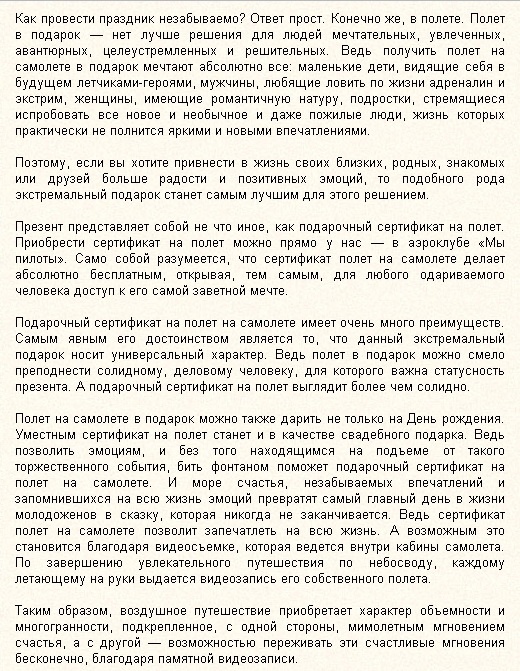 Как провести праздник незабываемо? Ответ прост. Конечно же, в полете. Полет
в подарок — нет лучше решения для людей мечтательных, увлеченных,
авантюрных, целеустремленных и решительных. Ведь получить полет на
самолете в подарок мечтают абсолютно все: маленькие дети, видящие себя в
будущем летчиками-героями, мужчины, любящие ловить по жизни адреналин и
экстрим, женщины, имеющие романтичную натуру, подростки, стремящиеся
испробовать все новое и необычное и даже пожилые люди, жизнь которых
практически не полнится яркими и новыми впечатлениями.
Поэтому, если вы хотите привнести в жизнь своих близких, родных, знакомых
или друзей больше радости и позитивных эмоций, то подобного рода
экстремальный подарок станет самым лучшим для этого решением.
Презент представляет собой не что иное, как подарочный сертификат на полет.
Приобрести сертификат на полет можно прямо у нас — в аэроклубе «Мы
пилоты». Само собой разумеется, что сертификат полет на самолете делает
абсолютно бесплатным, открывая, тем самым, для любого одариваемого
человека доступ к его самой заветной мечте.
Подарочный сертификат на полет на самолете имеет очень много преимуществ.
Самым явным его достоинством является то, что данный экстремальный
подарок носит универсальный характер. Ведь полет в подарок можно смело
преподнести солидному, деловому человеку, для которого важна статусность
презента. А подарочный сертификат на полет выглядит более чем солидно.
Полет на самолете в подарок можно также дарить не только на День рождения.
Уместным сертификат на полет станет и в качестве свадебного подарка. Ведь
позволить эмоциям, и без того находящимся на подъеме от такого
торжественного события, бить фонтаном поможет подарочный сертификат на
полет на самолете. И море счастья, незабываемых впечатлений и
запомнившихся на всю жизнь эмоций превратят самый главный день в жизни
молодоженов в сказку, которая никогда не заканчивается. Ведь сертификат
полет на самолете позволит запечатлеть на всю жизнь. А возможным это
становится благодаря видеосъемке, которая ведется внутри кабины самолета.
По завершению увлекательного путешествия по небосводу, каждому
летающему на руки выдается видеозапись его собственного полета.
Таким образом, воздушное путешествие приобретает характер объемности и
многогранности, подкрепленное, с одной стороны, мимолетным мгновением
счастья, а с другой — возможностью переживать эти счастливые мгновения
бесконечно, благодаря памятной видеозаписи.